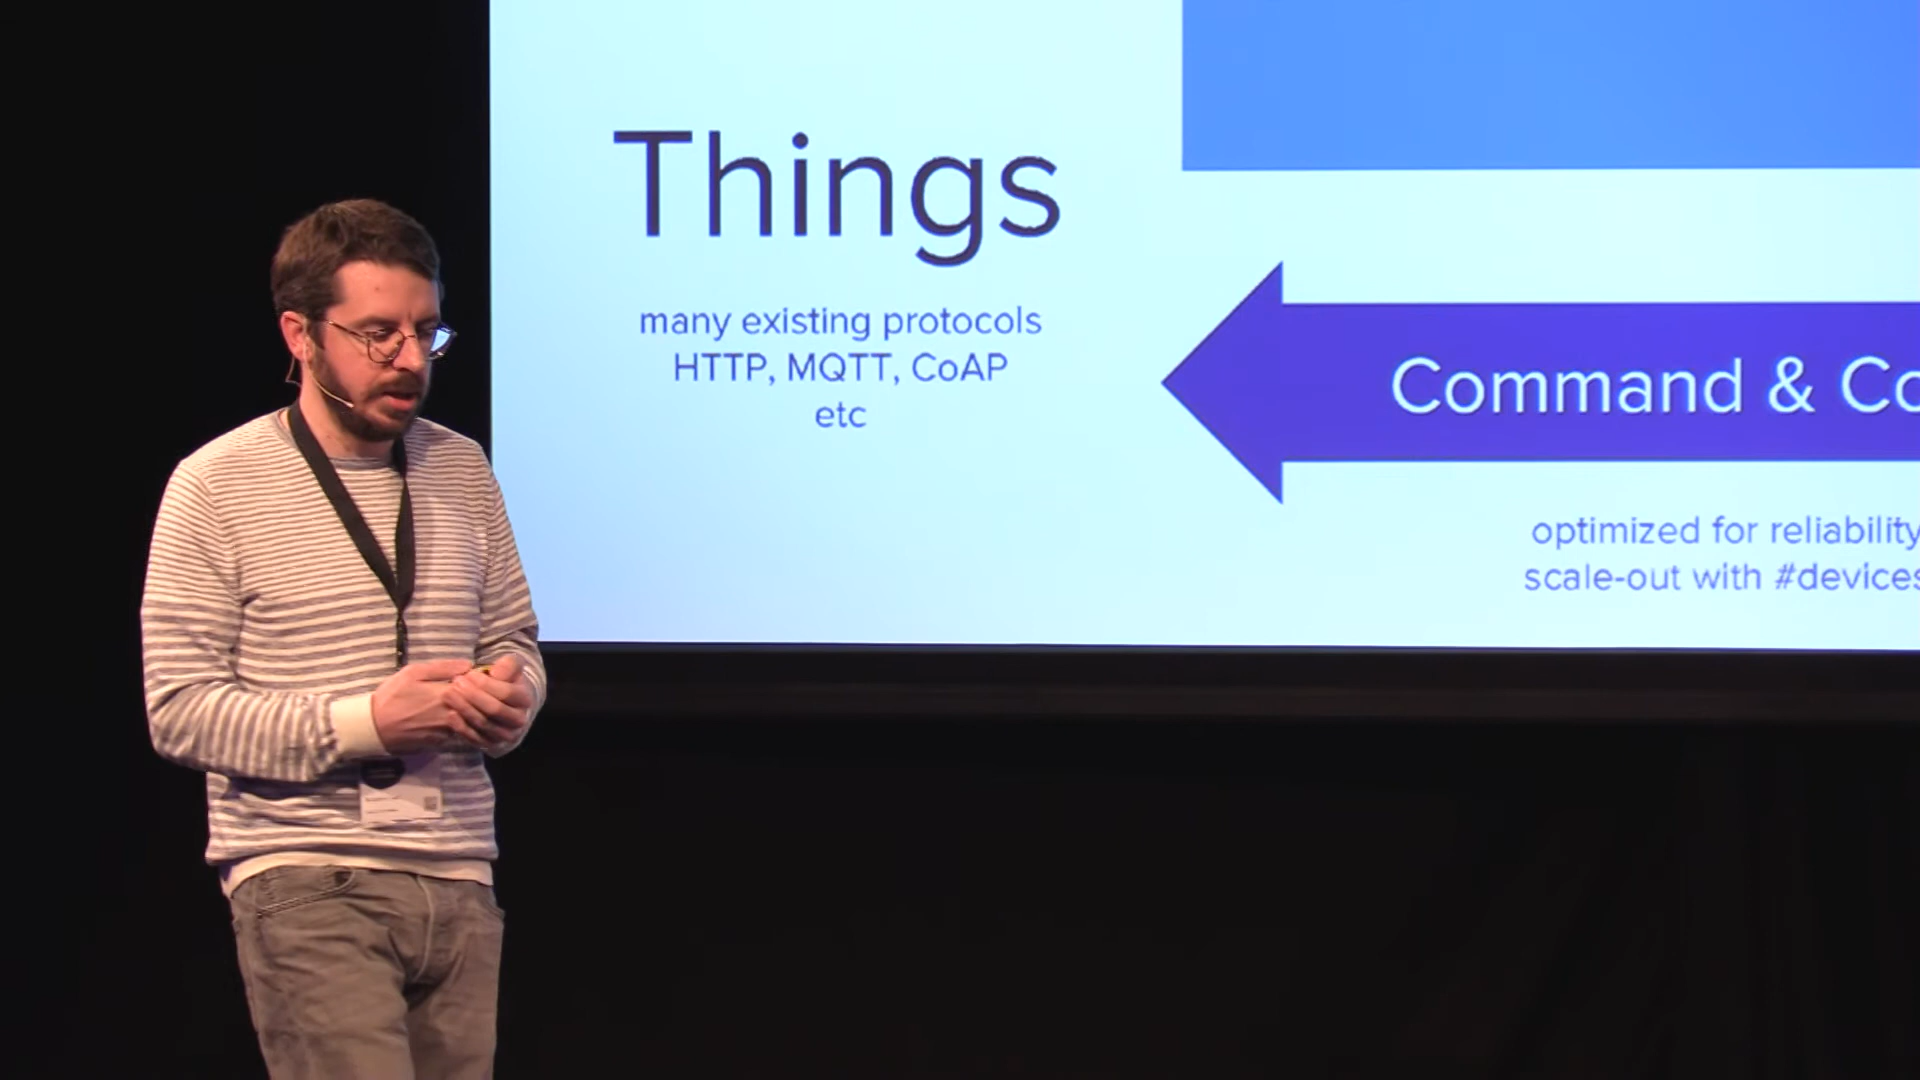 Things
many existing protocols
HTTP, MQTT, CoAP
etc
Command & Co
optimized for reliability
scale-out with #devices